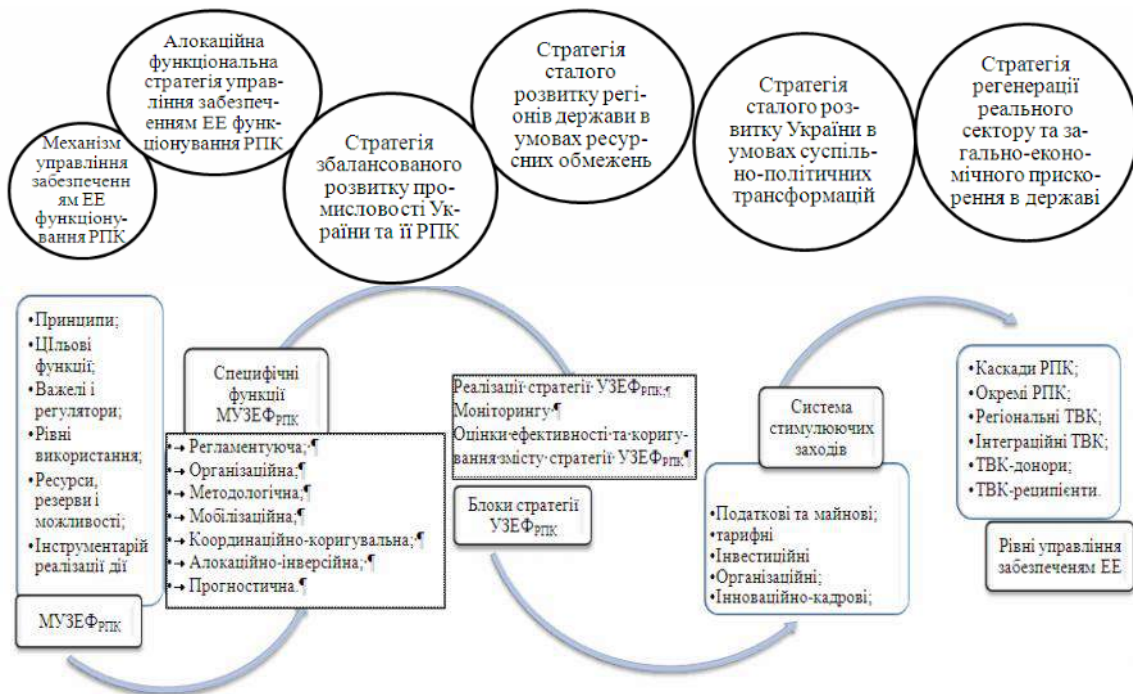 Механізм
управління
забезпеченн
ям ЕЕ
функціону-
вання РПК
Алокаційна
функціональна
стратегія управ-
ління забезпеч-
енням ЕЕ функ-
ціонування РПК
Стратегія
збалансованого
розвитку про-
мисловості Ук-
раїни та її РПК
Стратегія
сталого
розвитку регі-
онів держави в
умовах ресур-
сних обмежень
Стратегія
сталого роз-
витку України в
умовах суспіль-
но-політичних
трансформацій
Стратегія
регенерації
реального
сектору та за-
гально-еконо-
мічного приско-
рення в державі
•Принципи;
•ЦІльові
функції;
•Важелі і
регулятори;
•Рівні
використання;
•Ресурси,
резерви і
можливості;
•Інструментарій
реалізації дії
МУЗЕФРПК
Специфічні
функції
МУЗЕФРПК
•→Регламентуюча;·¶
•→Організаційна;¶
•→Методологічна;¶
•→Мобілізаційна;¶
•→Координаційно-коригувальна;·¶
•→Алокаційно-інверсійна;·¶
•→Прогностична.¶
Реалізації·стратегії·УЗЕФРПК;¶
Моніторингу·¶
Оцінки·ефективності·та·коригу-
вання·змісту·стратегії·УЗЕФРПК¶
Блоки стратегії
УЗЕФРПК
Система
стимулюючих
заходів
•Податкові та майнові;
•тарифні
•Інвестиційні
•Організаційні;
•Інноваційно-кадрові;
•Каскади РПК;
•Окремі РПК;
•Регіональні ТВК;
•Інтеграційні ТВК;
•ТВК-донори;
•ТВК-реципієнти.
Рівні управління
забезпеченям ЕЕ